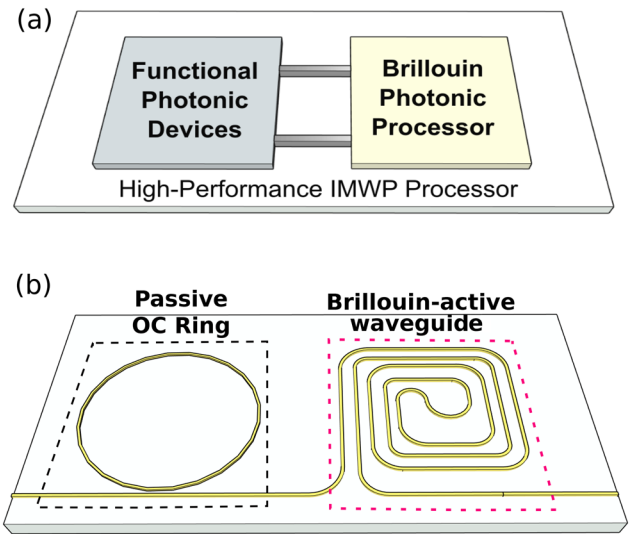 (a)
Functional
Photonic
Devices
Brillouin
Photonic
Processor
High-Performance IMWP Processor
(b)
Passive
OC Ring
Brillouin-active
waveguide